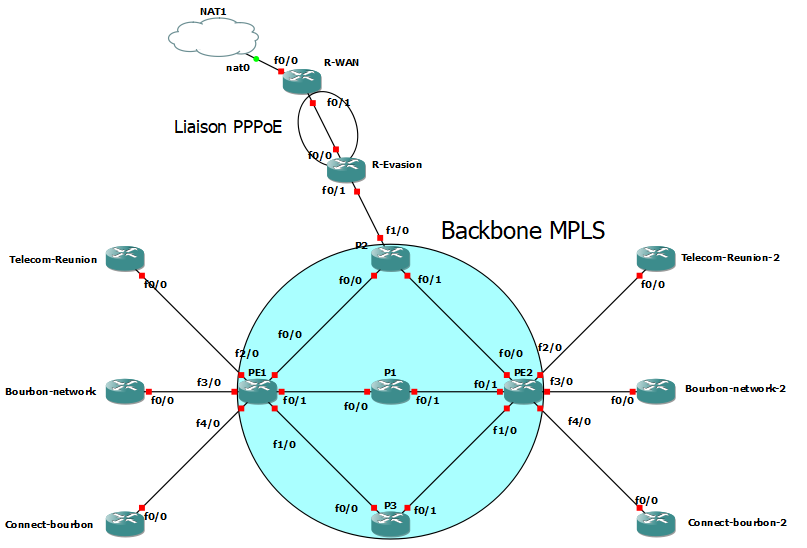 NAT1
nat0
f0/0
R-WAN
f0/1
Liaison PPPoE
f0/0
R-Evasion
f0/1
f1/0
Backbone MPLS
P2
Telecom-Reunion
f0/0
f0/0
f0/1
Telecom-Reunion-2
f0/0
f0/0
f2/0
f0/0
f2/0
PE1
P1
PE2
Bourbon-network
f0/0
f3/0
f0/1
f0/0
f0/1
f0/1
f3/0
f0/0
Bourbon-network-2
f4/0
f1/0
f1/0
f4/0
Connect-bourbon
f0/0
f0/0
P3
f0/1
f0/0
Connect-bourbon-2